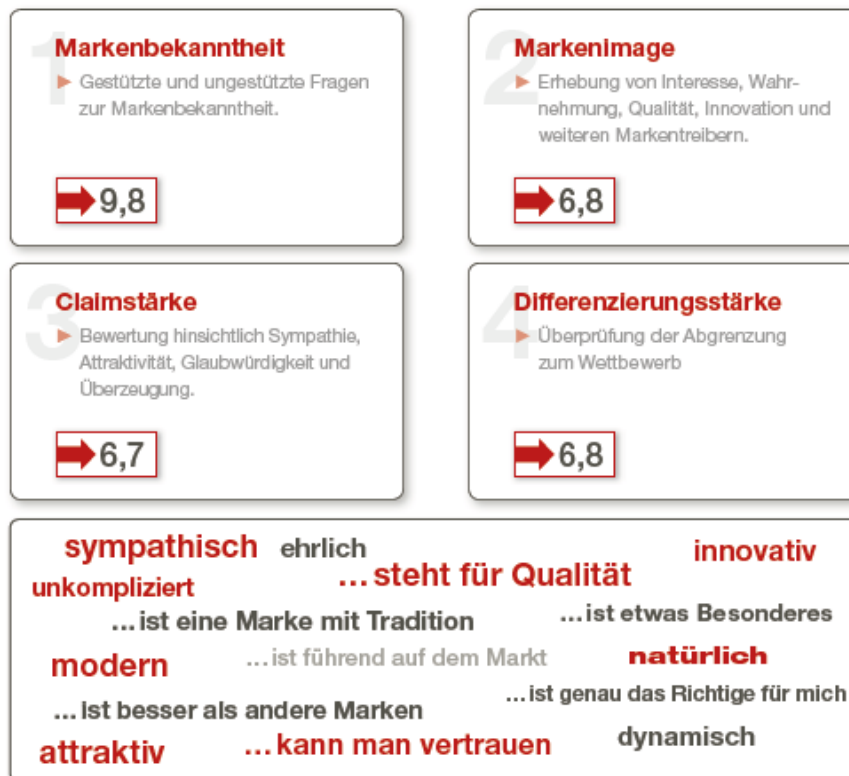 1
Markenbekanntheit
► Gestützte und ungestützte Fragen
zur Markenbekanntheit.
9,8
2
Markenimage
► Erhebung von Interesse, Wahr-
nehmung, Qualität, Innovation und
weiteren Markentreibern.
6,8
3
Claimstärke
► Bewertung hinsichtlich Sympathie,
Attraktivität, Glaubwürdigkeit und
Überzeugung.
6,7
4
Differenzierungsstärke
► Überprüfung der Abgrenzung
zum Wettbewerb
6,8
sympathisch ehrlich innovativ
unkompliziert ...steht für Qualität
...ist eine Marke mit Tradition ...ist etwas Besonderes
modern ...ist führend auf dem Markt natürlich
...ist besser als andere Marken ...ist genau das Richtige für mich
attraktiv ...kann man vertrauen dynamisch